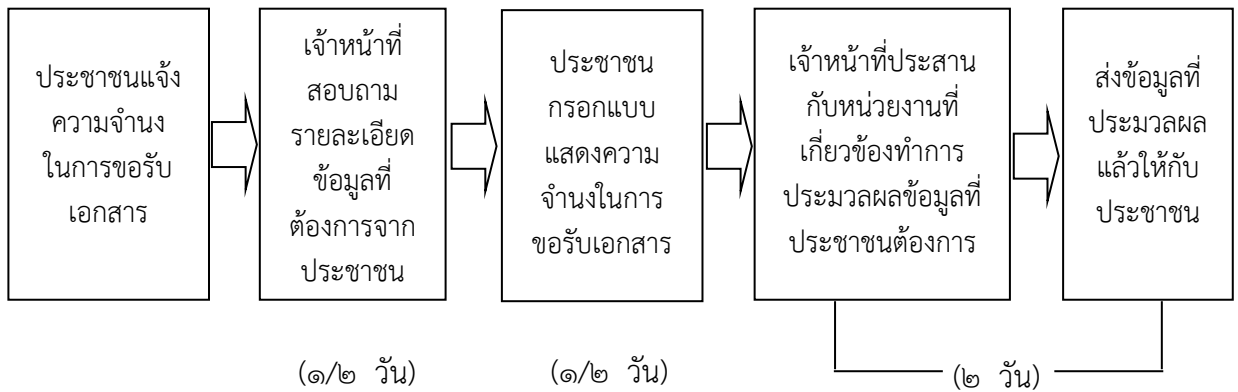 ประชาชนแจ้ง
ความจำนง
ในการขอรับ
เอกสาร
เจ้าหน้าที่
สอบถาม
รายละเอียด
ข้อมูลที่
ต้องการจาก
ประชาชน
ประชาชน
กรอกแบบ
แสดงความ
จำนงในการ
ขอรับเอกสาร
เจ้าหน้าที่ประสาน
กับหน่วยงานที่
เกี่ยวข้องทำการ
ประมวลผลข้อมูลที่
ประชาชนต้องการ
ส่งข้อมูลที่
ประมวลผล
แล้วให้กับ
ประชาชน
(๑/๒ วัน)
(๑/๒ วัน)
(๒ วัน)